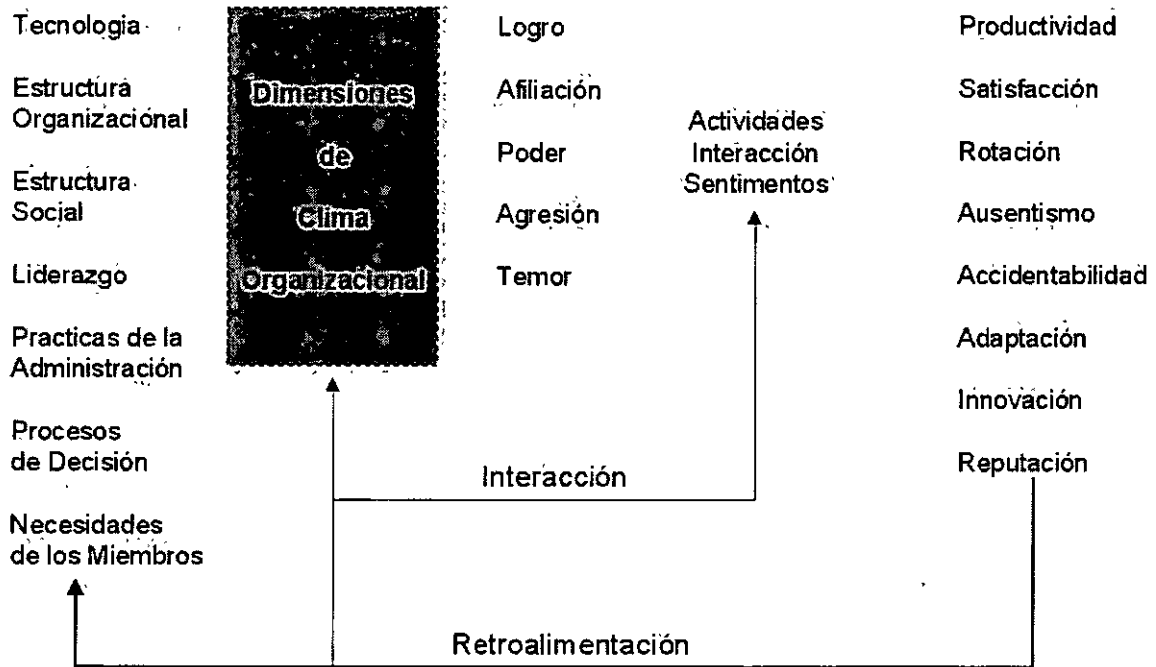 Tecnologia
Estructura
Organizaciónal
Estructura
Social
Liderazgo
Practicas de la
Administración
Procesos
de Decisión
Necesidades
de los Miembros
Dimensiones
de
Clima
Organizacional
Logro
Afiliación
Poder
Agresión
Temor
Actividades
Interacción
Sentimentos
Productividad
Satisfacción
Rotación
Ausentismo
Accidentabilidad
Adaptación
Innovación
Reputación
Interacción
Retroalimentación